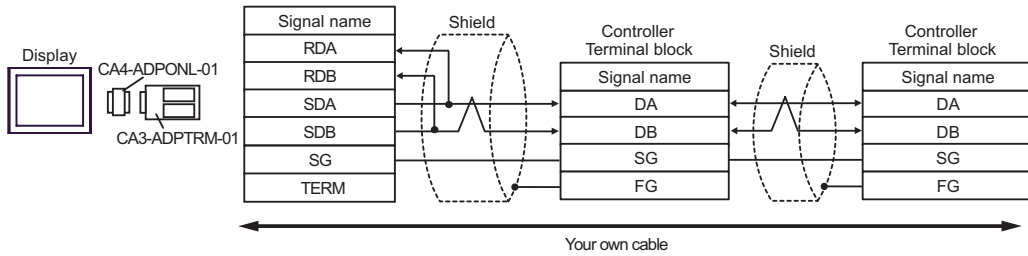 Display
CA4-ADPONL-01
CA3-ADPTRM-01
Signal name
RDA
RDB
SDA
SDB
SG
TERM
Shield
Controller
Terminal block
Signal name
DA
DB
SG
FG
Shield
Controller
Terminal block
Signal name
DA
DB
SG
FG
Your own cable